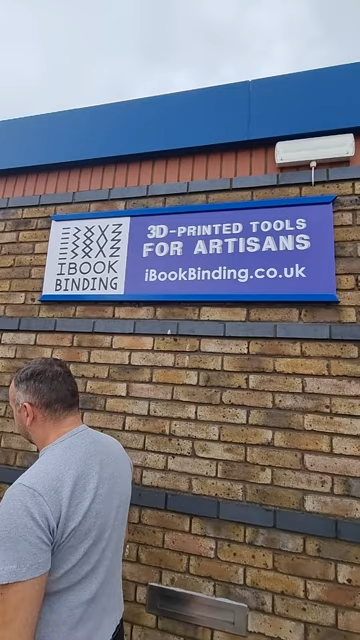 IBOOK
BINDING
3D-PRINTED TOOLS
FOR ARTISANS
iBookBinding.co.uk